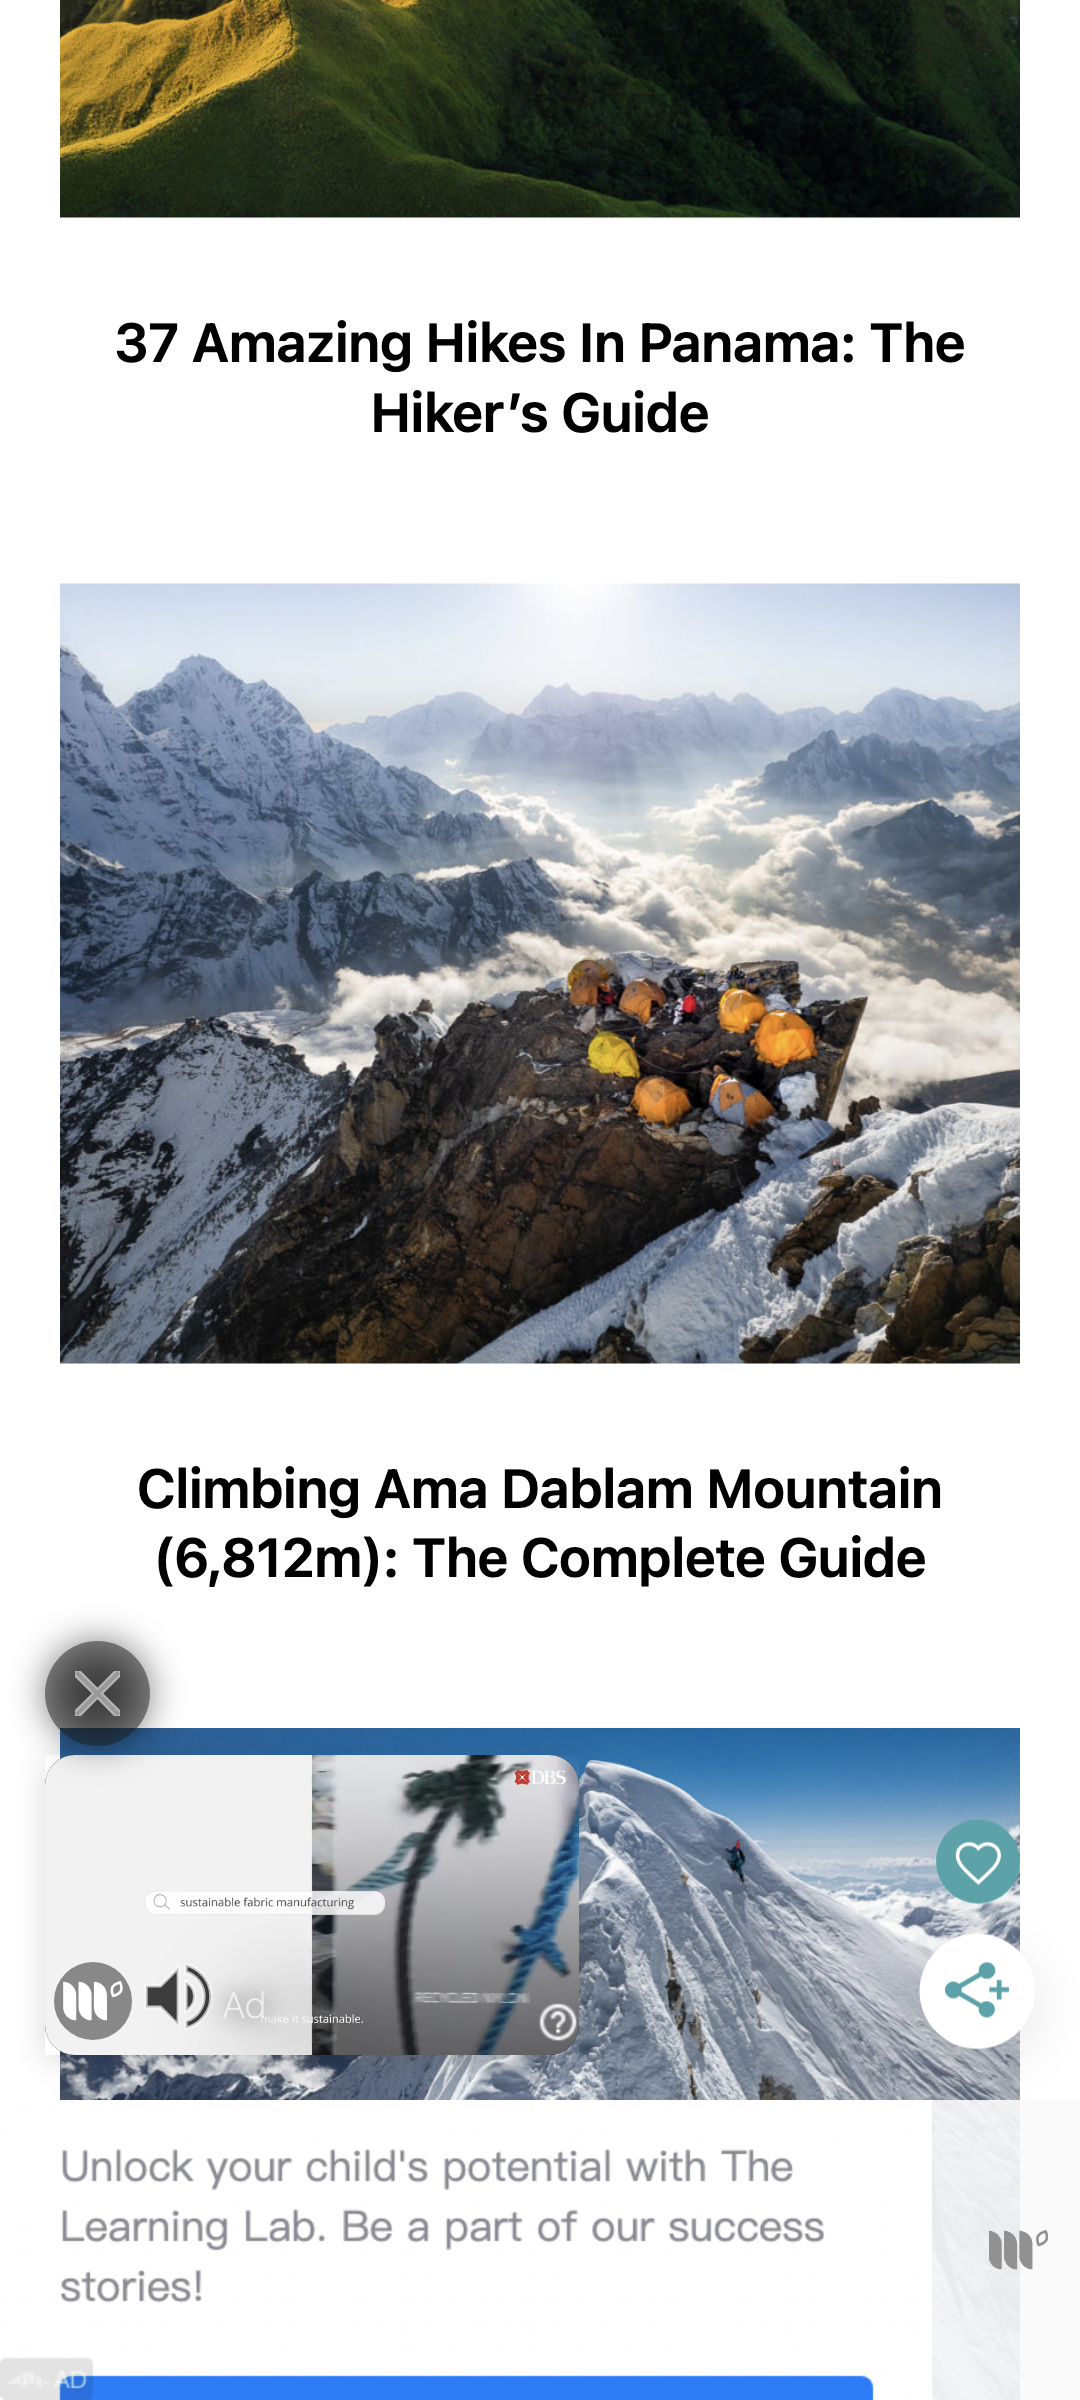 37 Amazing Hikes In Panama: The
Hiker’s Guide
Climbing Ama Dablam Mountain
(6,812m): The Complete Guide
DBS
sustainable fabric manufacturing
Ad
make it sustainable.
RECYCLED NYLON
Unlock your child's potential with The
Learning Lab. Be a part of our success
stories!
AD